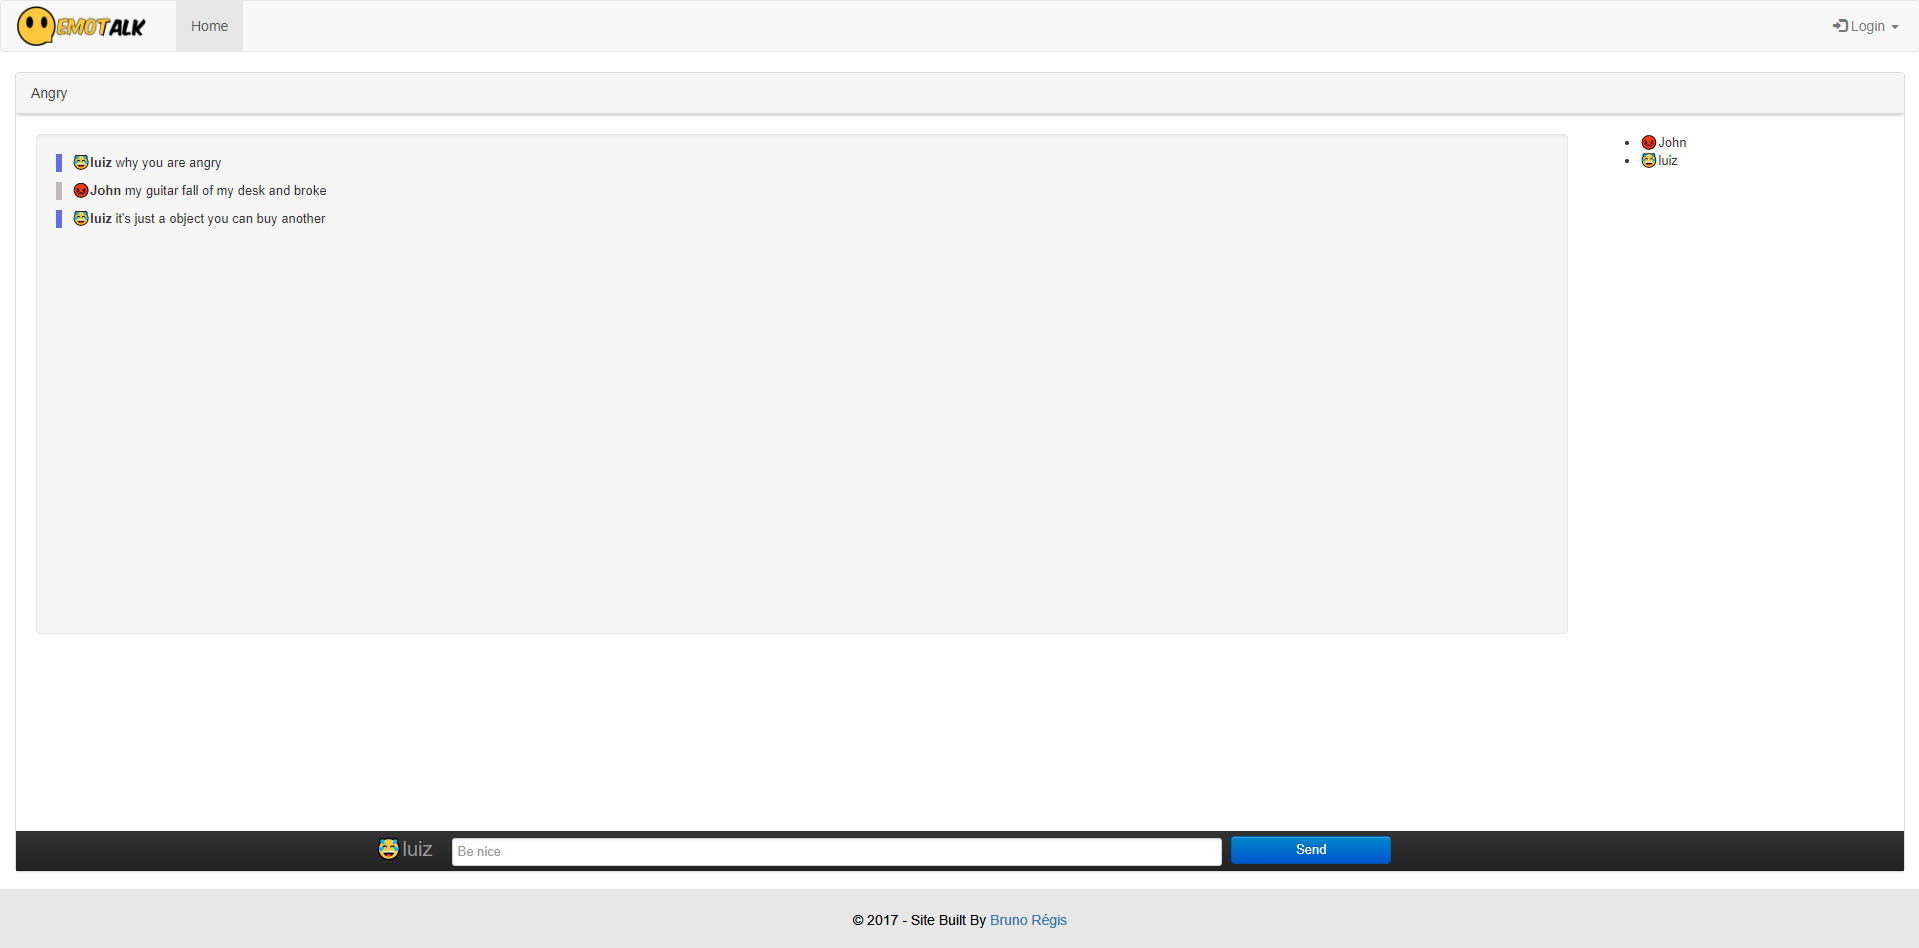 EMOTALK
Home
Login
Angry
luiz why you are angry
John my guitar fall of my desk and broke
luiz it's just a object you can buy another
John
luiz
luiz
Be nice
Send
© 2017 - Site Built By Bruno Régis